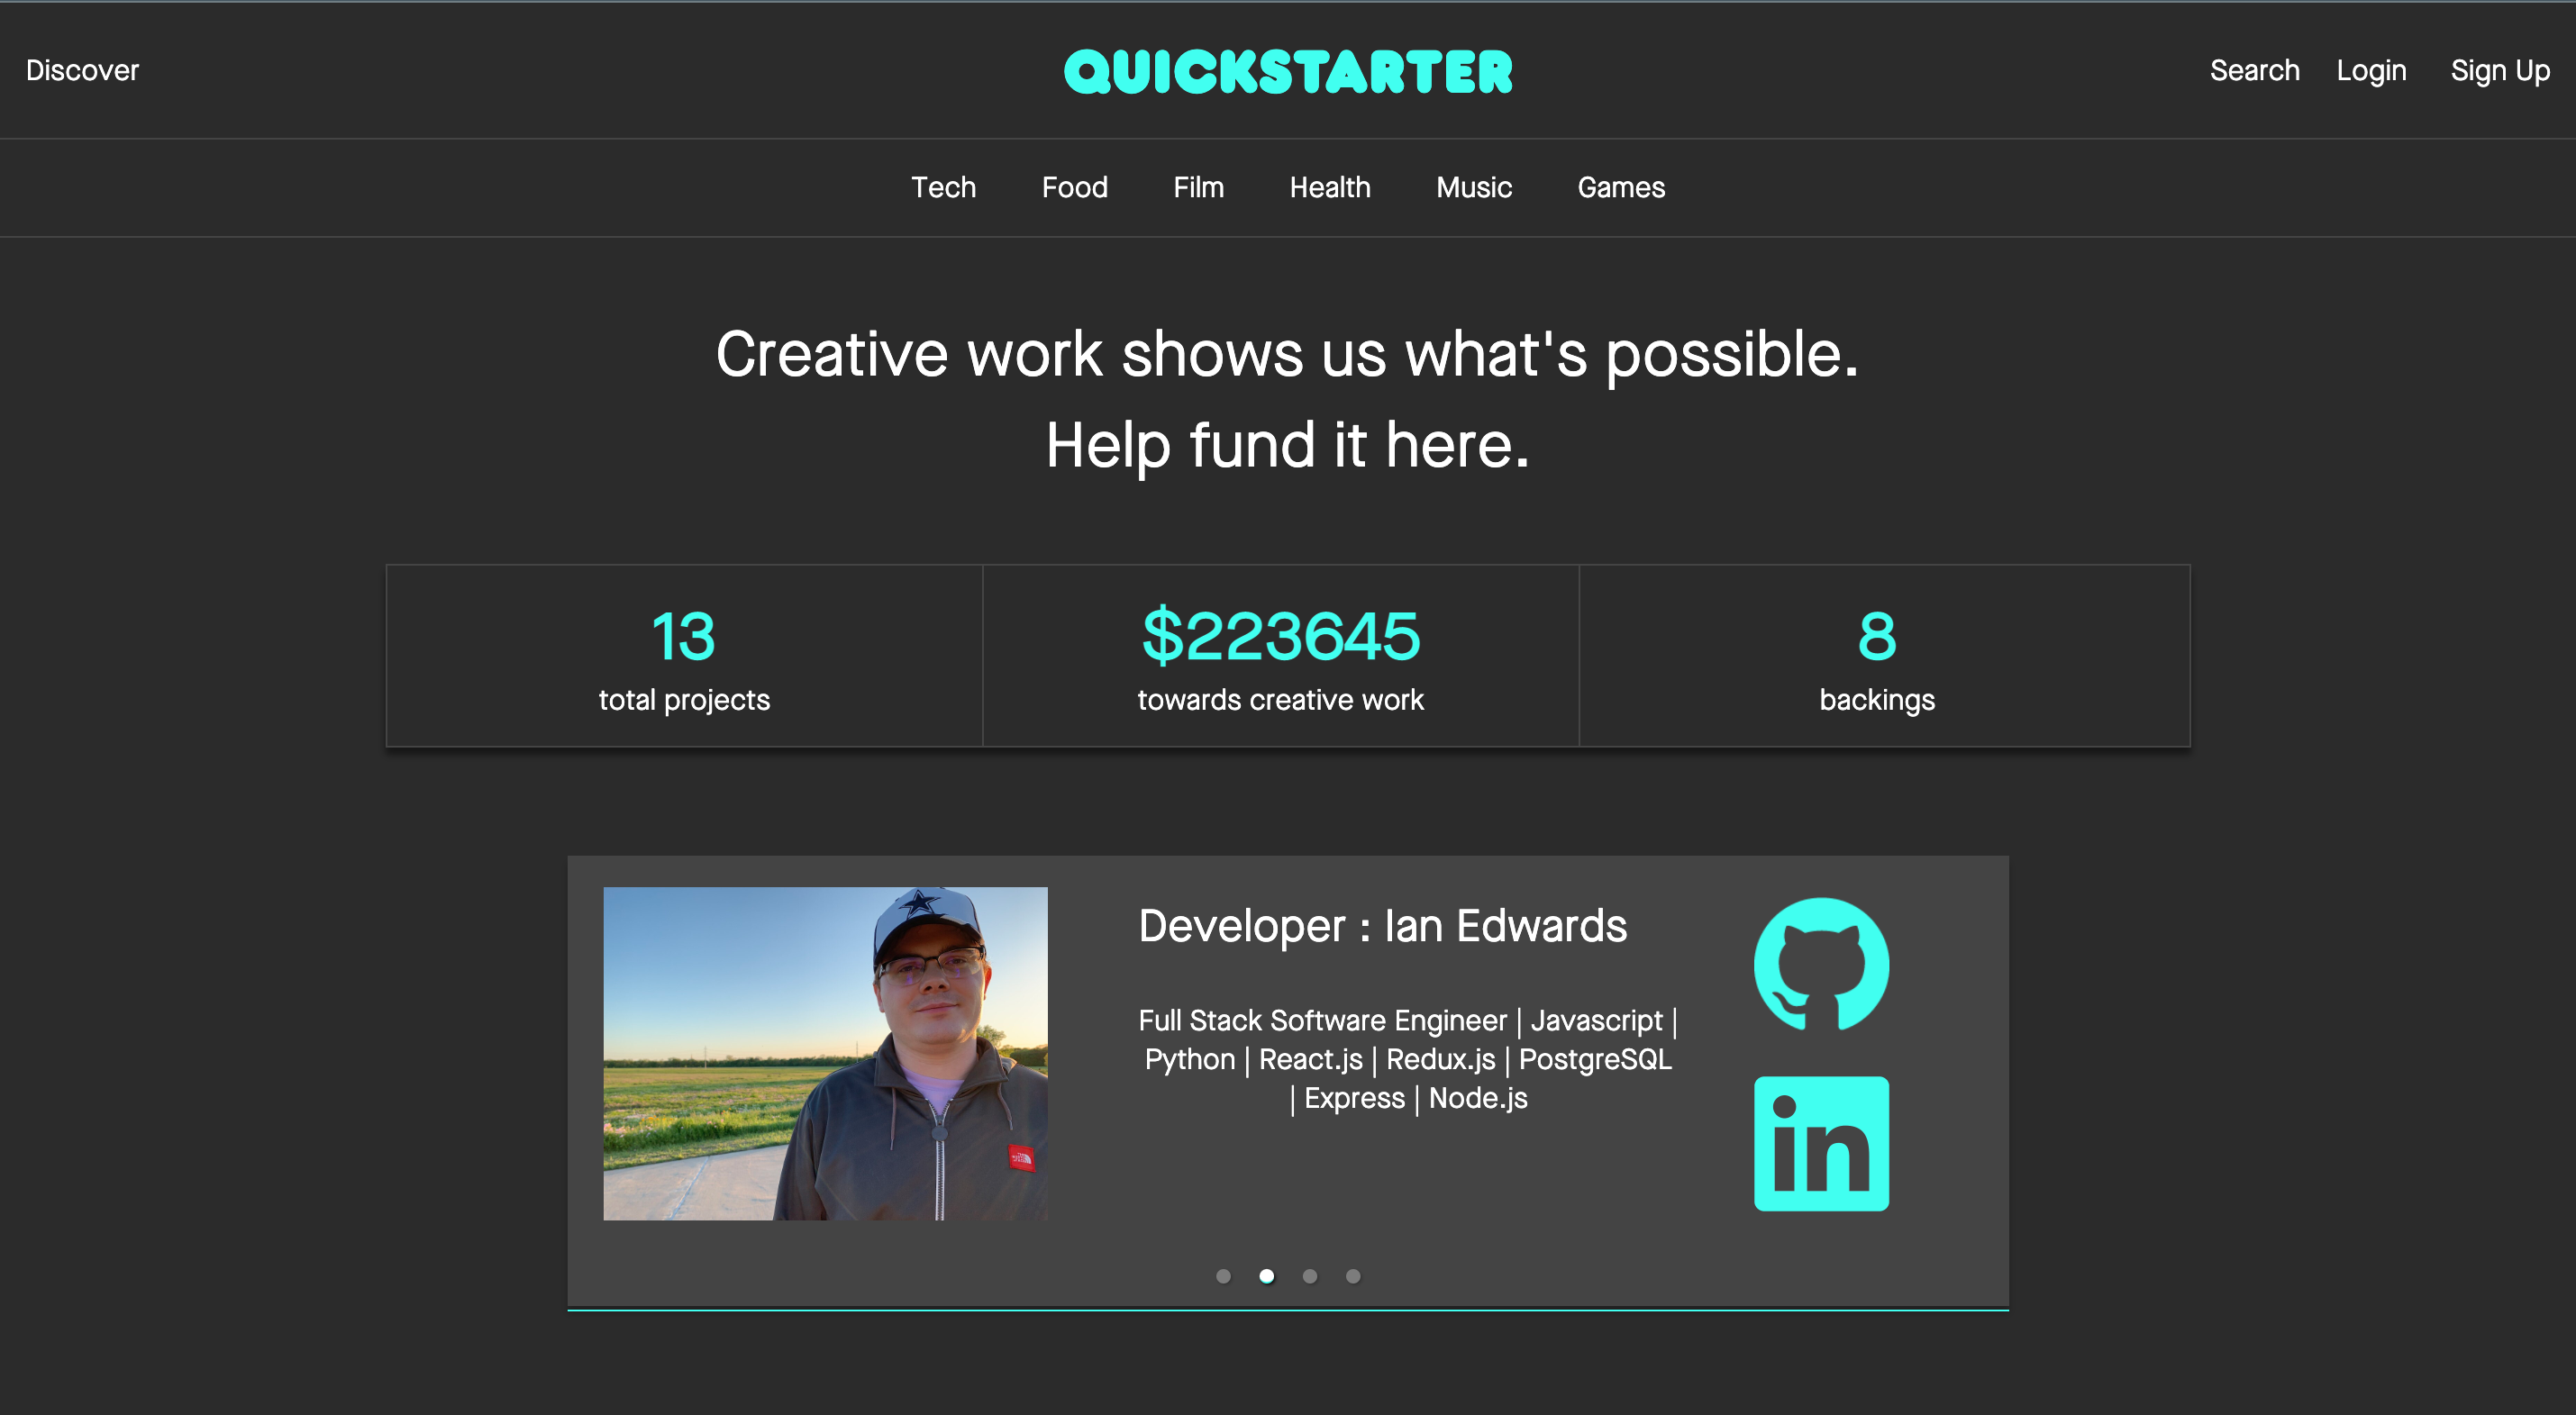 Discover
QUICKSTARTER
Search Login Sign Up
Tech Food Film Health Music Games
Creative work shows us what's possible.
Help fund it here.
13
total projects
$223645
towards creative work
8
backings
Developer : Ian Edwards
Full Stack Software Engineer | Javascript |
Python | React.js | Redux.js | PostgreSQL
| Express | Node.js
in